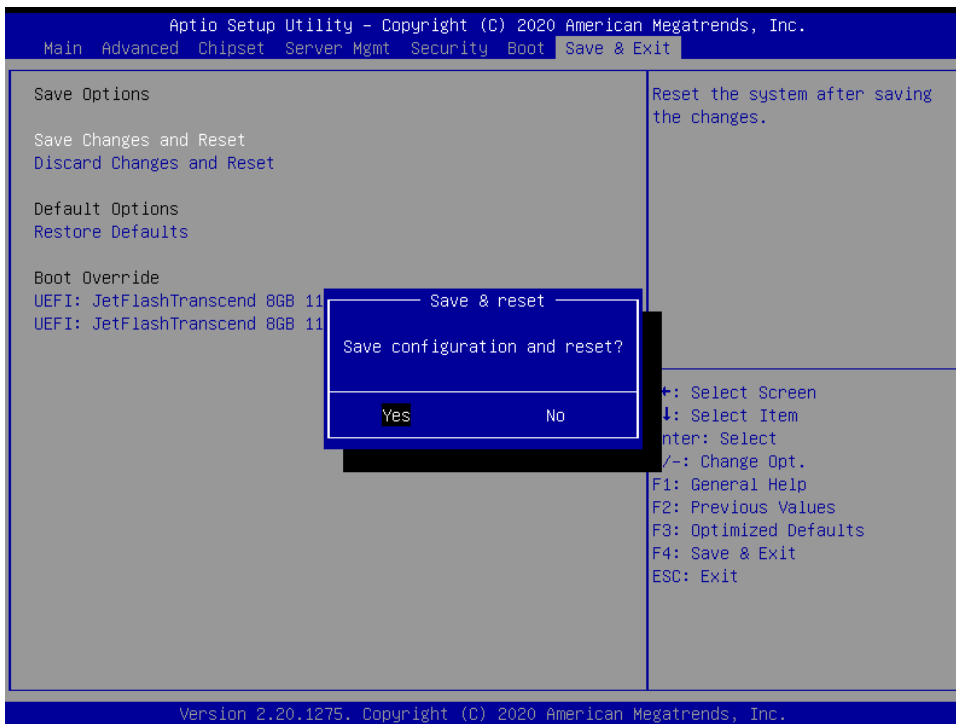 Aptio Setup Utility – Copyright (C) 2020 American Megatrends, Inc.
Main Advanced Chipset Server Mgmt Security Boot Save & Exit
Save Options
Save Changes and Reset
Discard Changes and Reset
Default Options
Restore Defaults
Boot Override
UEFI: JetFlashTranscend 8GB 11
UEFI: JetFlashTranscend 8GB 11
Save & reset
Save configuration and reset?
Yes No
Reset the system after saving
the changes.
←: Select Screen
↓: Select Item
nter: Select
/-: Change Opt.
F1: General Help
F2: Previous Values
F3: Optimized Defaults
F4: Save & Exit
ESC: Exit
Version 2.20.1275. Copyright (C) 2020 American Megatrends, Inc.